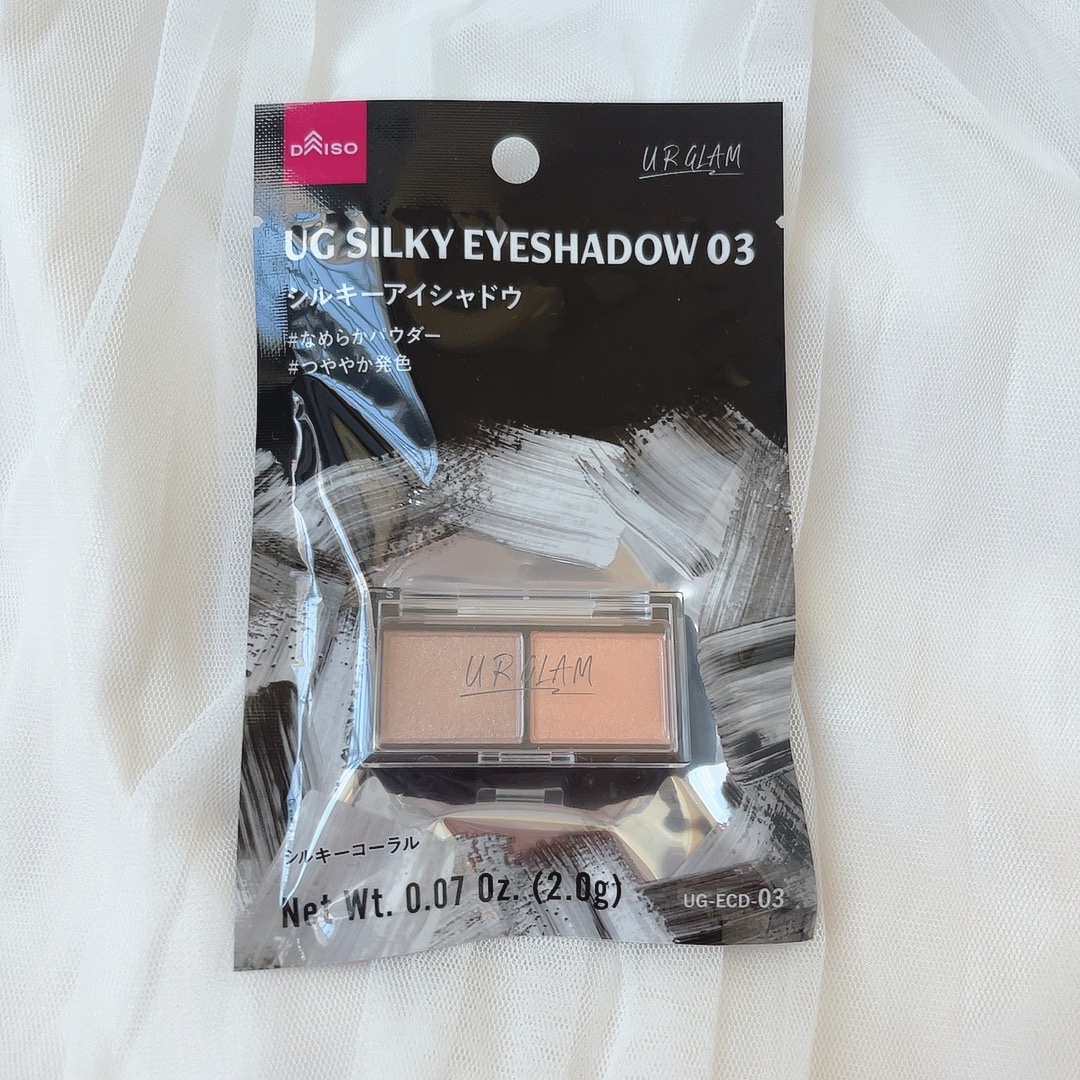 DAISO
UR GLAM
UG SILKY EYESHADOW 03
シルキーアイシャドウ
#なめらかパウダー
#つややか発色
UR GLAM
シルキーコーラル
Net Wt. 0.07 Oz. (2.0g)
UG-ECD-03